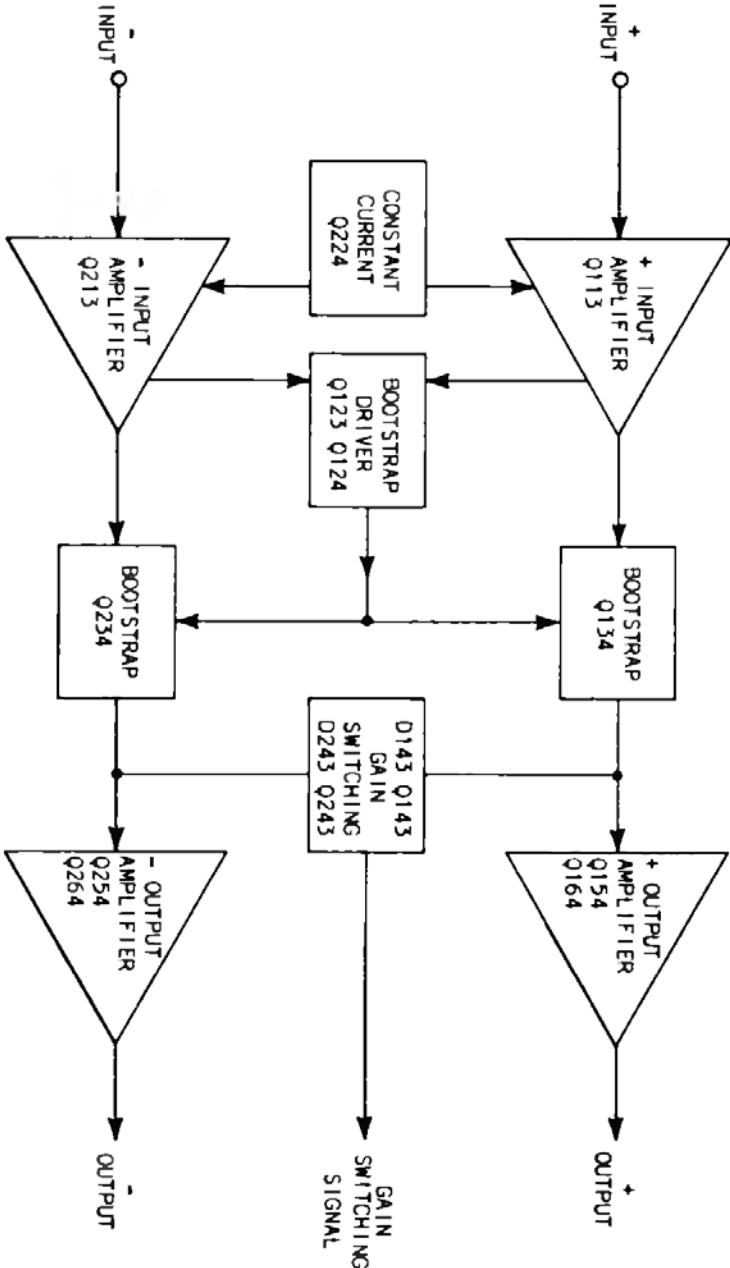 +
INPUT
+ INPUT
AMPLIFIER
Q113
BOOTSTRAP
Q134
+ OUTPUT
AMPLIFIER
Q154
Q164
+
OUTPUT
CONSTANT
CURRENT
Q224
BOOTSTRAP
DRIVER
Q123 Q124
D143 Q143
GAIN
SWITCHING
D243 Q243
GAIN
SWITCHING
SIGNAL
-
INPUT
- INPUT
AMPLIFIER
Q213
BOOTSTRAP
Q234
- OUTPUT
AMPLIFIER
Q254
Q264
-
OUTPUT